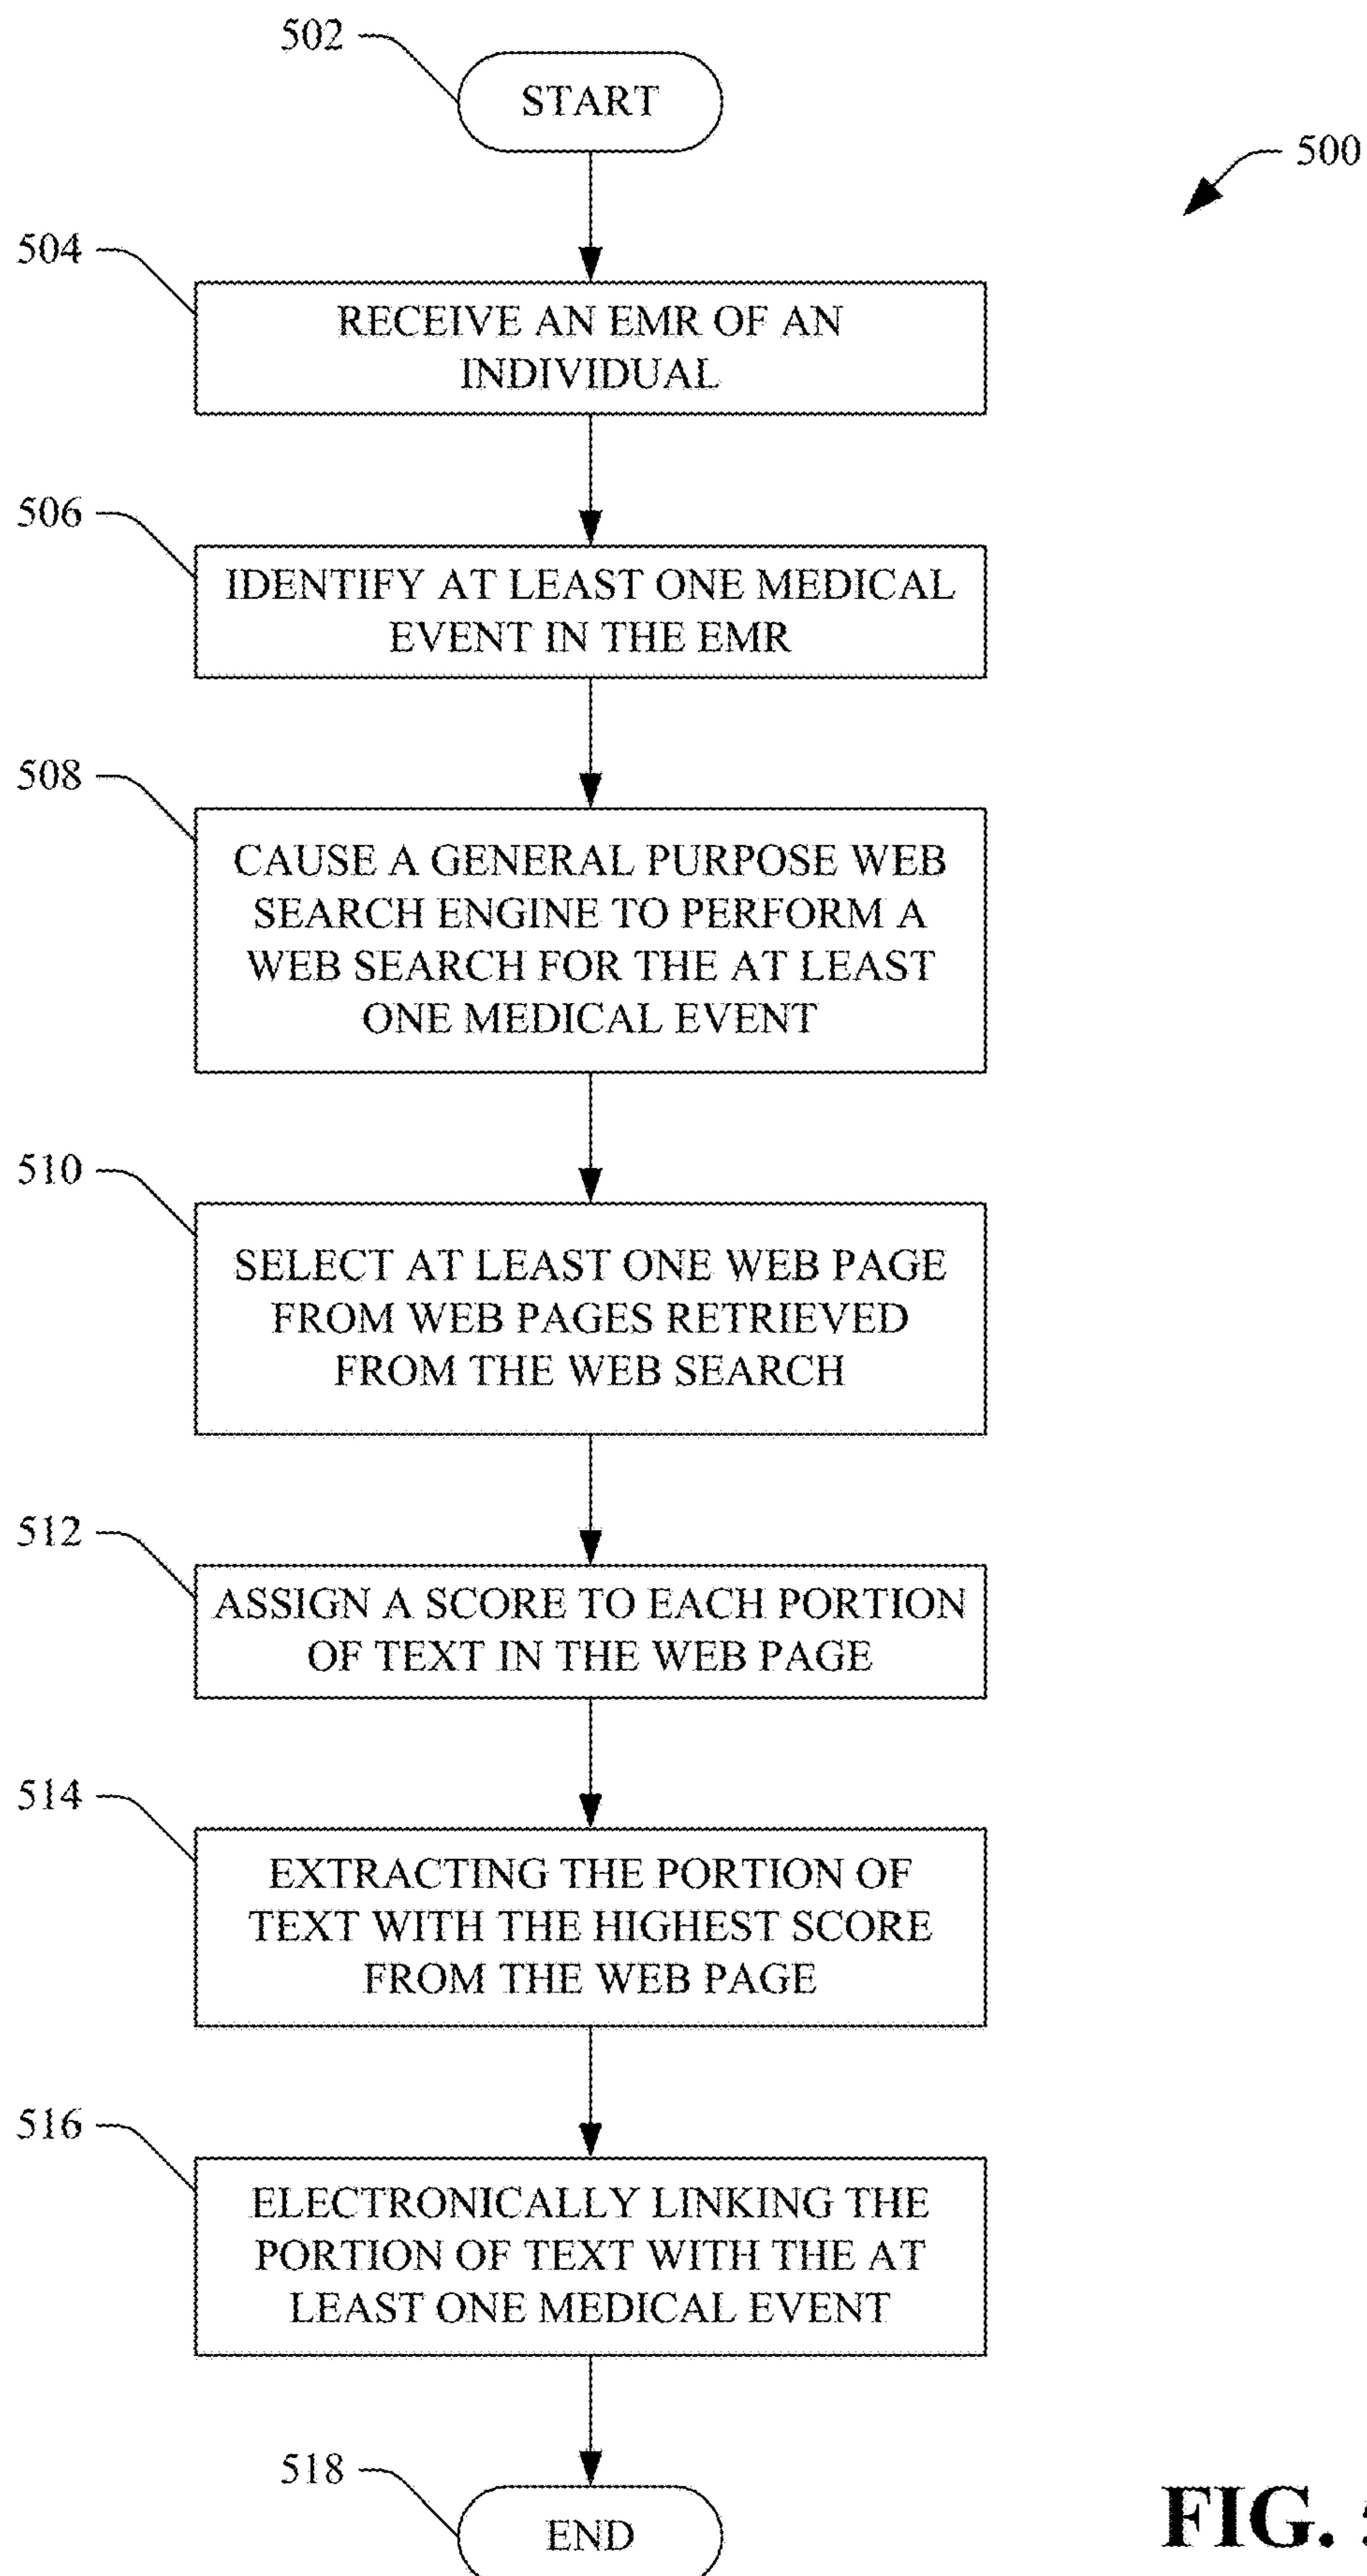 502
START
500
504
RECEIVE AN EMR OF AN
INDIVIDUAL
506
IDENTIFY AT LEAST ONE MEDICAL
EVENT IN THE EMR
508
CAUSE A GENERAL PURPOSE WEB
SEARCH ENGINE TO PERFORM A
WEB SEARCH FOR THE AT LEAST
ONE MEDICAL EVENT
510
SELECT AT LEAST ONE WEB PAGE
FROM WEB PAGES RETRIEVED
FROM THE WEB SEARCH
512
ASSIGN A SCORE TO EACH PORTION
OF TEXT IN THE WEB PAGE
514
EXTRACTING THE PORTION OF
TEXT WITH THE HIGHEST SCORE
FROM THE WEB PAGE
516
ELECTRONICALLY LINKING THE
PORTION OF TEXT WITH THE AT
LEAST ONE MEDICAL EVENT
518
END
FIG. 5